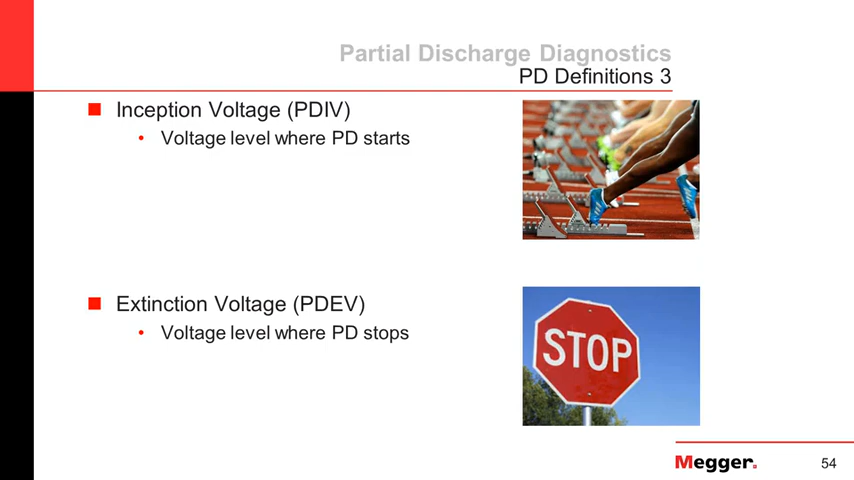 Partial Discharge Diagnostics
PD Definitions 3
Inception Voltage (PDIV)
• Voltage level where PD starts
Extinction Voltage (PDEV)
• Voltage level where PD stops
STOP
Megger.
54